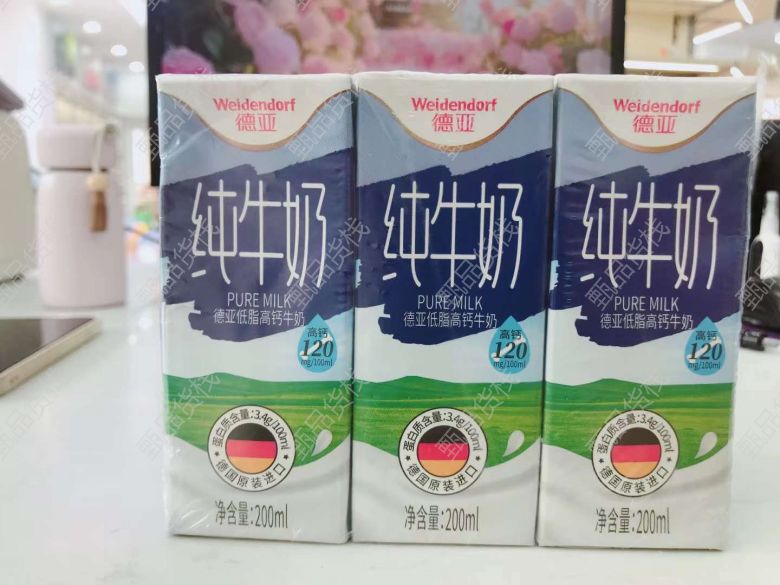 Weidendorf
德亚
纯牛奶
PURE MILK
德亚低脂高钙牛奶
高钙
120
mg/100ml
蛋白质含量:3.4g/100ml
德国原装进口
净含量:200ml
Weidendorf
德亚
纯牛奶
PURE MILK
德亚低脂高钙牛奶
高钙
120
mg/100ml
蛋白质含量:3.4g/100ml
德国原装进口
净含量:200ml
Weidendorf
德亚
纯牛奶
PURE MILK
德亚低脂高钙牛奶
高钙
120
mg/100ml
蛋白质含量:3.4g/100ml
德国原装进口
净含量:200ml
甄品货栈